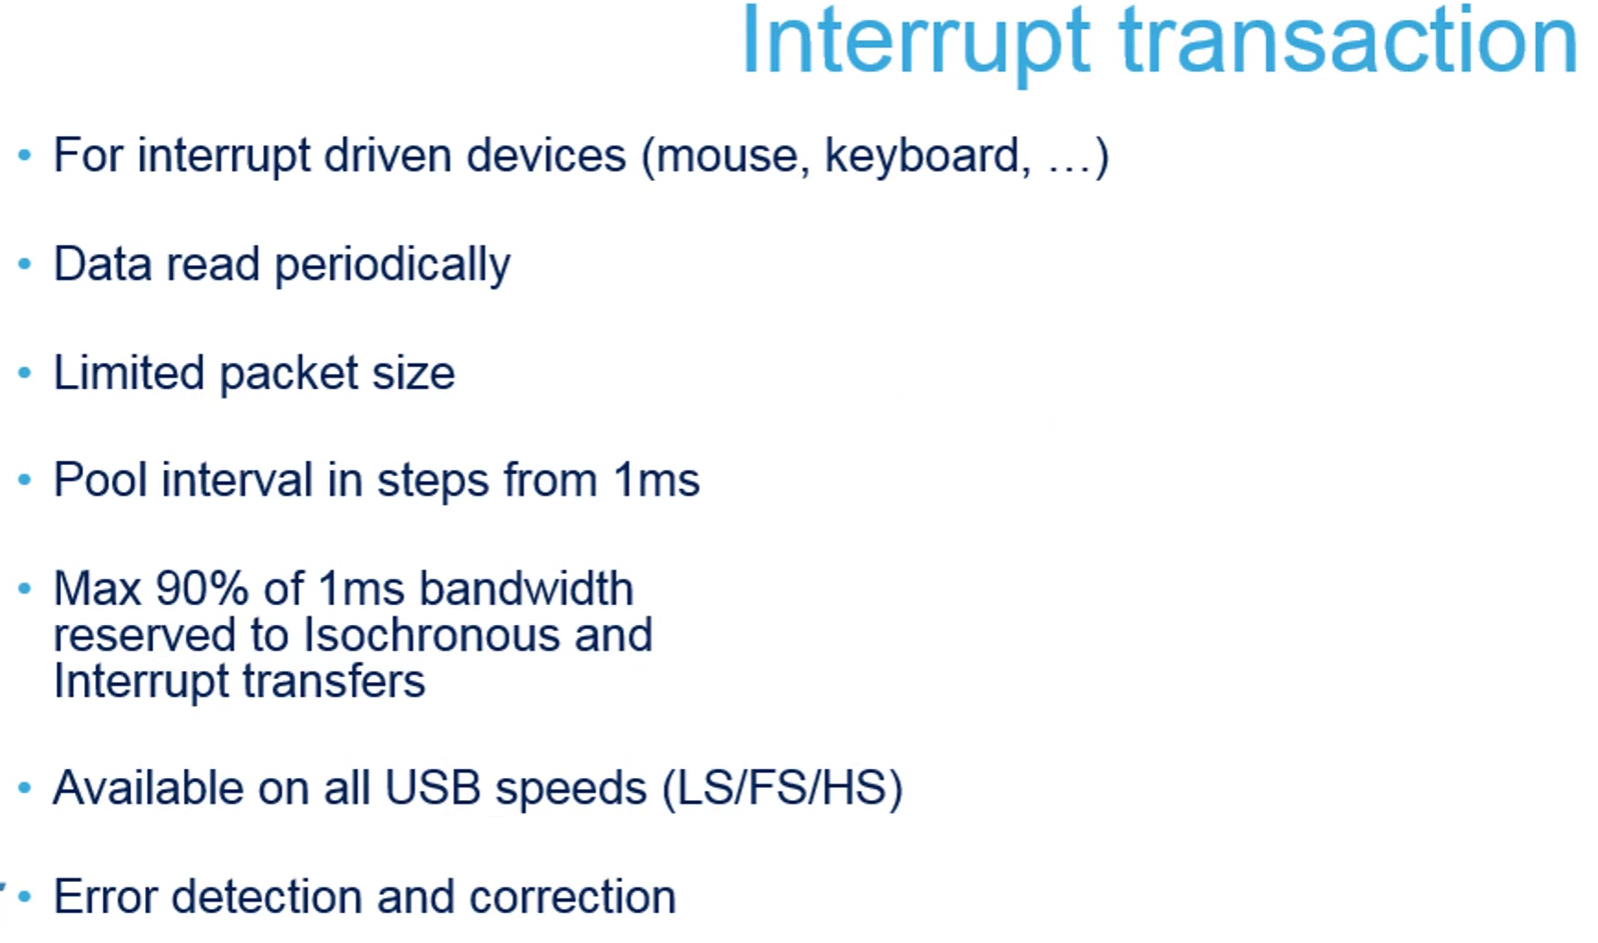 Interrupt transaction
• For interrupt driven devices (mouse, keyboard, …)
• Data read periodically
• Limited packet size
• Pool interval in steps from 1ms
• Max 90% of 1ms bandwidth
reserved to Isochronous and
Interrupt transfers
• Available on all USB speeds (LS/FS/HS)
• Error detection and correction